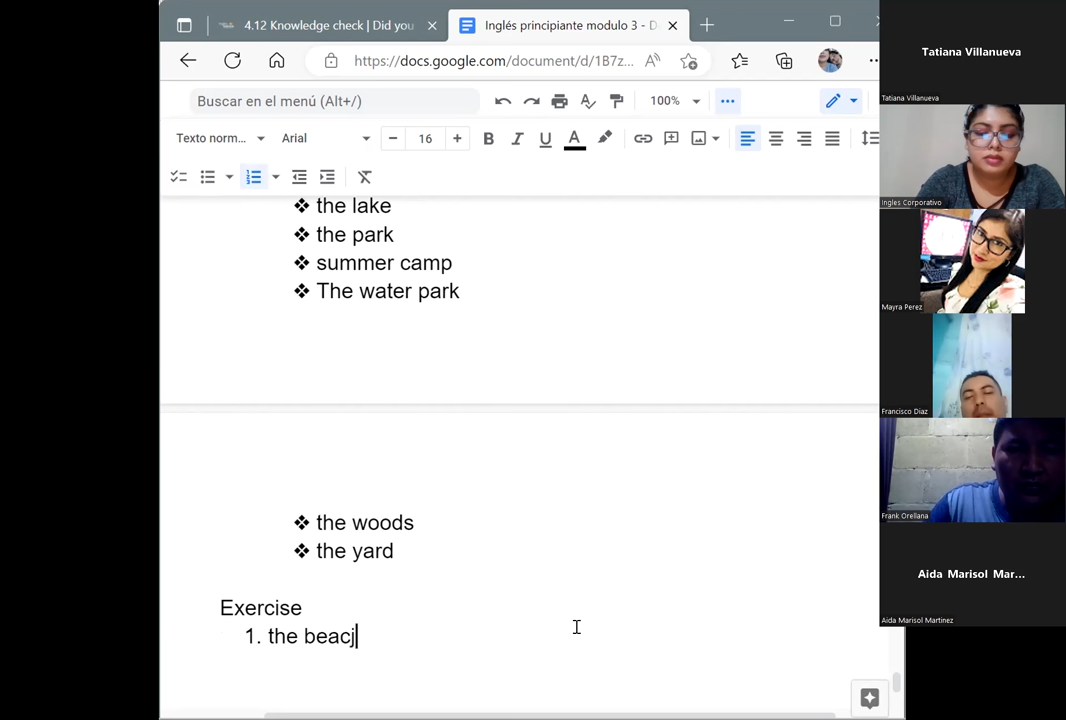 4.12 Knowledge check | Did you
Inglés principiante modulo 3 - D
https://docs.google.com/document/d/1B7z...
Buscar en el menú (Alt+/)
100%
Texto norm...
Arial
16
the lake
the park
summer camp
The water park
the woods
the yard
Exercise
1. the beacj
Tatiana Villanueva
Tatiana Villanueva
Ingles Corporativo
Mayra Perez
Francisco Diaz
Frank Orellana
Aida Marisol Mar...
Aida Marisol Martinez